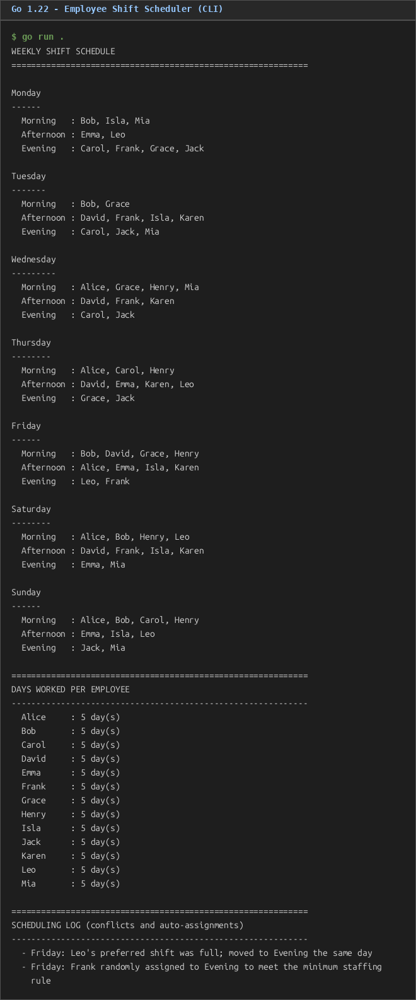 Go 1.22 - Employee Shift Scheduler (CLI)
$ go run .
WEEKLY SHIFT SCHEDULE
============================================================
Monday
------
Morning   : Bob, Isla, Mia
Afternoon : Emma, Leo
Evening   : Carol, Frank, Grace, Jack
Tuesday
-------
Morning   : Bob, Grace
Afternoon : David, Frank, Isla, Karen
Evening   : Carol, Jack, Mia
Wednesday
---------
Morning   : Alice, Grace, Henry, Mia
Afternoon : David, Frank, Karen
Evening   : Carol, Jack
Thursday
--------
Morning   : Alice, Carol, Henry
Afternoon : David, Emma, Karen, Leo
Evening   : Grace, Jack
Friday
------
Morning   : Bob, David, Grace, Henry
Afternoon : Alice, Emma, Isla, Karen
Evening   : Leo, Frank
Saturday
--------
Morning   : Alice, Bob, Henry, Leo
Afternoon : David, Frank, Isla, Karen
Evening   : Emma, Mia
Sunday
------
Morning   : Alice, Bob, Carol, Henry
Afternoon : Emma, Isla, Leo
Evening   : Jack, Mia
============================================================
DAYS WORKED PER EMPLOYEE
------------------------------------------------------------
Alice     : 5 day(s)
Bob       : 5 day(s)
Carol     : 5 day(s)
David     : 5 day(s)
Emma      : 5 day(s)
Frank     : 5 day(s)
Grace     : 5 day(s)
Henry     : 5 day(s)
Isla      : 5 day(s)
Jack      : 5 day(s)
Karen     : 5 day(s)
Leo       : 5 day(s)
Mia       : 5 day(s)
============================================================
SCHEDULING LOG (conflicts and auto-assignments)
------------------------------------------------------------
- Friday: Leo's preferred shift was full; moved to Evening the same day
- Friday: Frank randomly assigned to Evening to meet the minimum staffing
rule